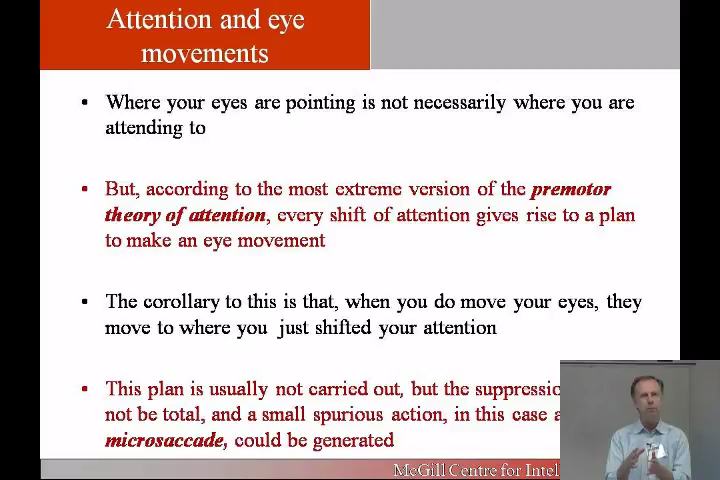 Attention and eye
movements
• Where your eyes are pointing is not necessarily where you are
attending to
• But, according to the most extreme version of the premotor
theory of attention, every shift of attention gives rise to a plan
to make an eye movement
• The corollary to this is that, when you do move your eyes, they
move to where you just shifted your attention
• This plan is usually not carried out, but the
not be total, and a small spurious action, in this case
microsaccade, could be generated
McGill Centre for